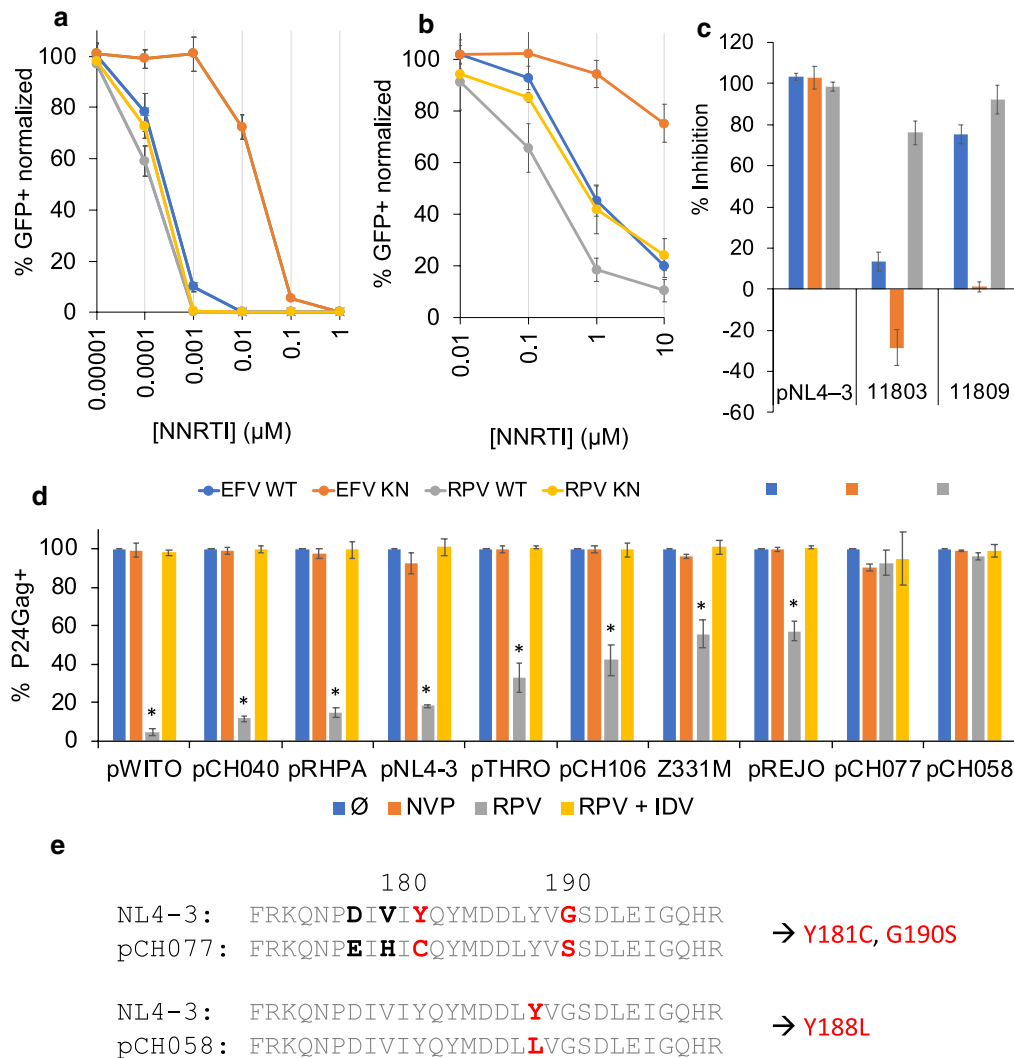 a
% GFP+ normalized
100
80
60
40
20
0
0.00001
0.0001
0.001
0.01
0.1
1
[NNRTI] (µM)
b
% GFP+ normalized
100
80
60
40
20
0
0.01
0.1
1
10
[NNRTI] (µM)
c
% Inhibition
120
100
80
60
40
20
0
-20
-40
-60
pNL4–3
11803
11809
EFV WT
EFV KN
RPV WT
RPV KN
d
% P24Gag+
100
80
60
40
20
0
* * * * * * * *
pWITO pCH040 pRHPA pNL4-3 pTHRO pCH106 Z331M pREJO pCH077 pCH058
Ø NVP RPV RPV + IDV
e
180 190
NL4-3: FRKQNPDIVIYQYMDDLYVGSDLEIGQHR
pCH077: FRKQNPEIHICQYMDDLYVSSDLEIGQHR
→ Y181C, G190S
NL4-3: FRKQNPDIVIYQYMDDLYVGSDLEIGQHR
pCH058: FRKQNPDIVIYQYMDDLLVGSDLEIGQHR
→ Y188L